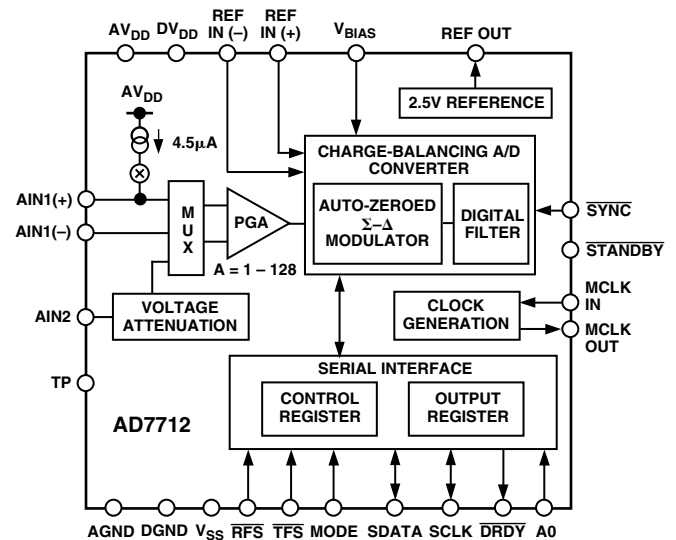 REF REF
AVDD DVDD IN (–) IN (+) VBIAS REF OUT
AVDD
2.5V REFERENCE
4.5μA
CHARGE-BALANCING A/D
CONVERTER
AIN1(+)
AIN1(–)
MUX
PGA
A = 1 – 128
AUTO-ZEROED
Σ–Δ
MODULATOR
DIGITAL
FILTER
SYNC
STANDBY
AIN2
VOLTAGE
ATTENUATION
CLOCK
GENERATION
MCLK
IN
MCLK
OUT
TP
SERIAL INTERFACE
CONTROL
REGISTER
OUTPUT
REGISTER
AD7712
AGND DGND VSS RFS TFS MODE SDATA SCLK DRDY A0